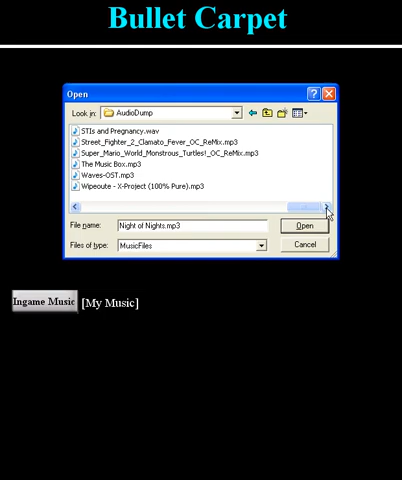 Bullet Carpet
Open
Look in: AudioDump
STIs and Pregnancy.wav
Street_Fighter_2_Clamato_Fever_OC_ReMix.mp3
Super_Mario_World_Monstrous_Turtles!_OC_ReMix.mp3
The Music Box.mp3
Waves-OST.mp3
Wipeoute - X-Project (100% Pure).mp3
File name: Night of Nights.mp3 Open
Files of type: MusicFiles Cancel
Ingame Music [My Music]